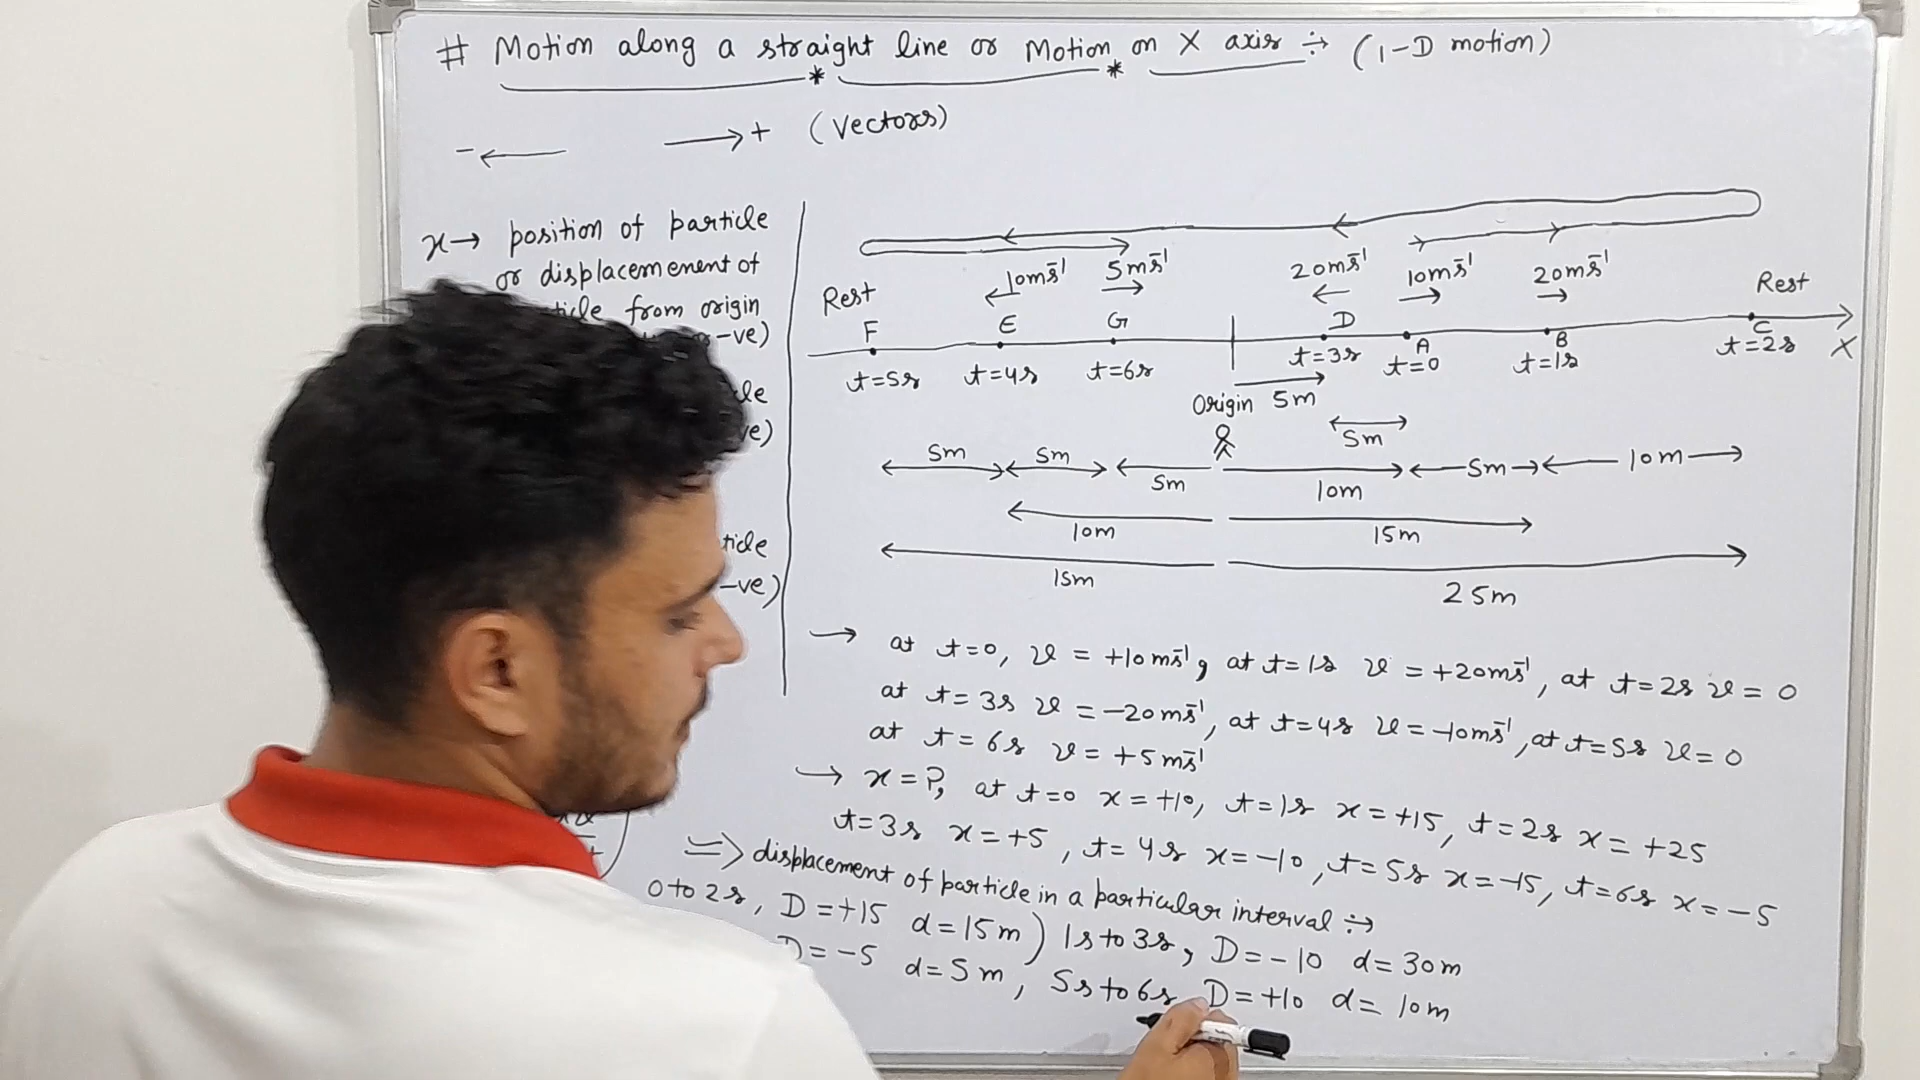 # Motion along a straight line or Motion on X axis ÷ (1-D motion)
- ← → + (Vectors)
x → position of particle
or displacemenent of
from origin
-ve)
-ve)
Rest
F
t=5s
10ms⁻¹
E
t=4s
5ms⁻¹
G
t=6s
20ms⁻¹
D
t=3s
10ms⁻¹
A
t=0
20ms⁻¹
B
t=1s
Rest
C
t=2s
X
Origin 5m
5m
5m 5m 5m 10m 5m 10m
10m 15m
15m 25m
→ at t=0, v = +10ms⁻¹, at t=1s v = +20ms⁻¹, at t=2s v = 0
at t=3s v = -20ms⁻¹, at t=4s v = -10ms⁻¹, at t=5s v = 0
at t=6s v = +5ms⁻¹
→ x=?, at t=0 x=+10, t=1s x=+15, t=2s x=+25
t=3s x=+5, t=4s x=-10, t=5s x=-15, t=6s x=-5
⇒ displacement of particle in a particular interval ÷
0 to 2s, D=+15 d=15m) 1s to 3s, D=-10 d=30m
D=-5 d=5m, 5s to 6s D=+10 d=10m